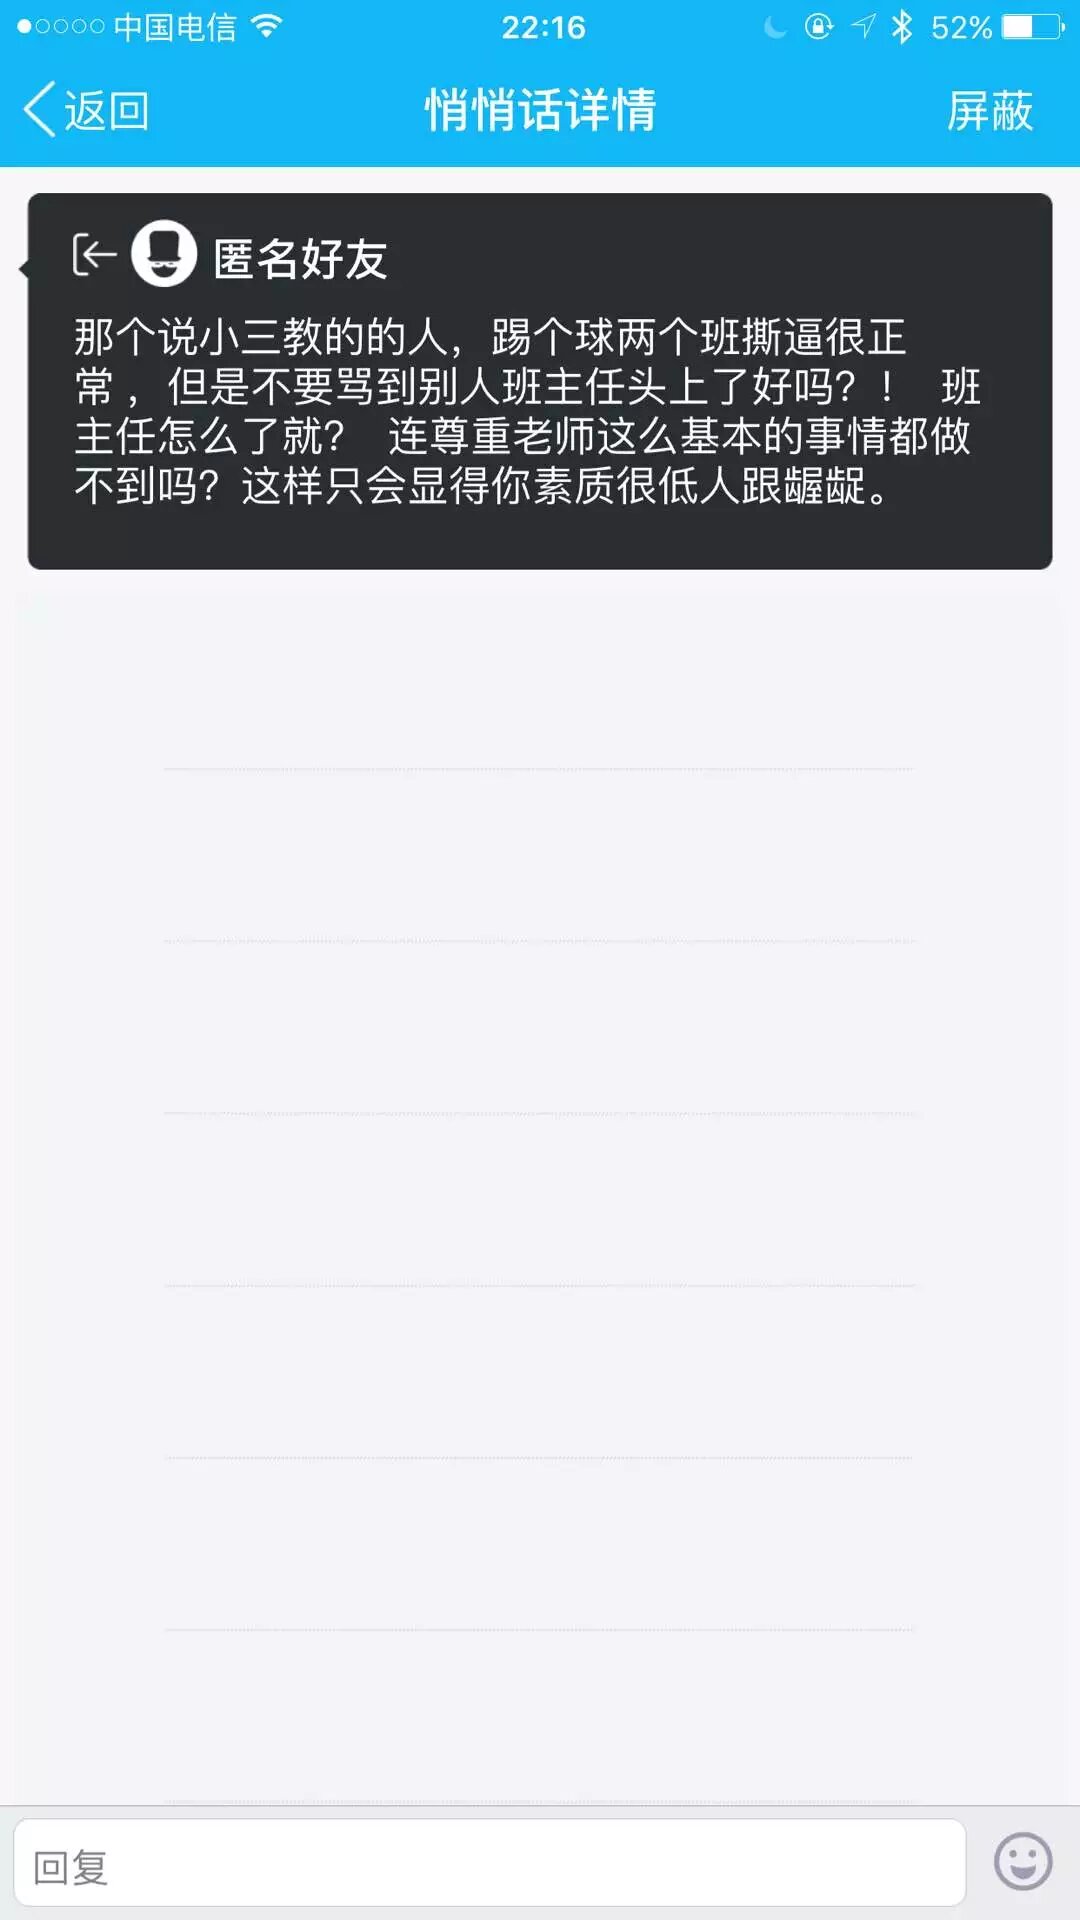 中国电信
22:16
52%
返回
悄悄话详情
屏蔽
匿名好友
那个说小三教的的人，踢个球两个班撕逼很正
常，但是不要骂到别人班主任头上了好吗？！ 班
主任怎么了就？ 连尊重老师这么基本的事情都做
不到吗？这样只会显得你素质很低人跟龌龊。
回复